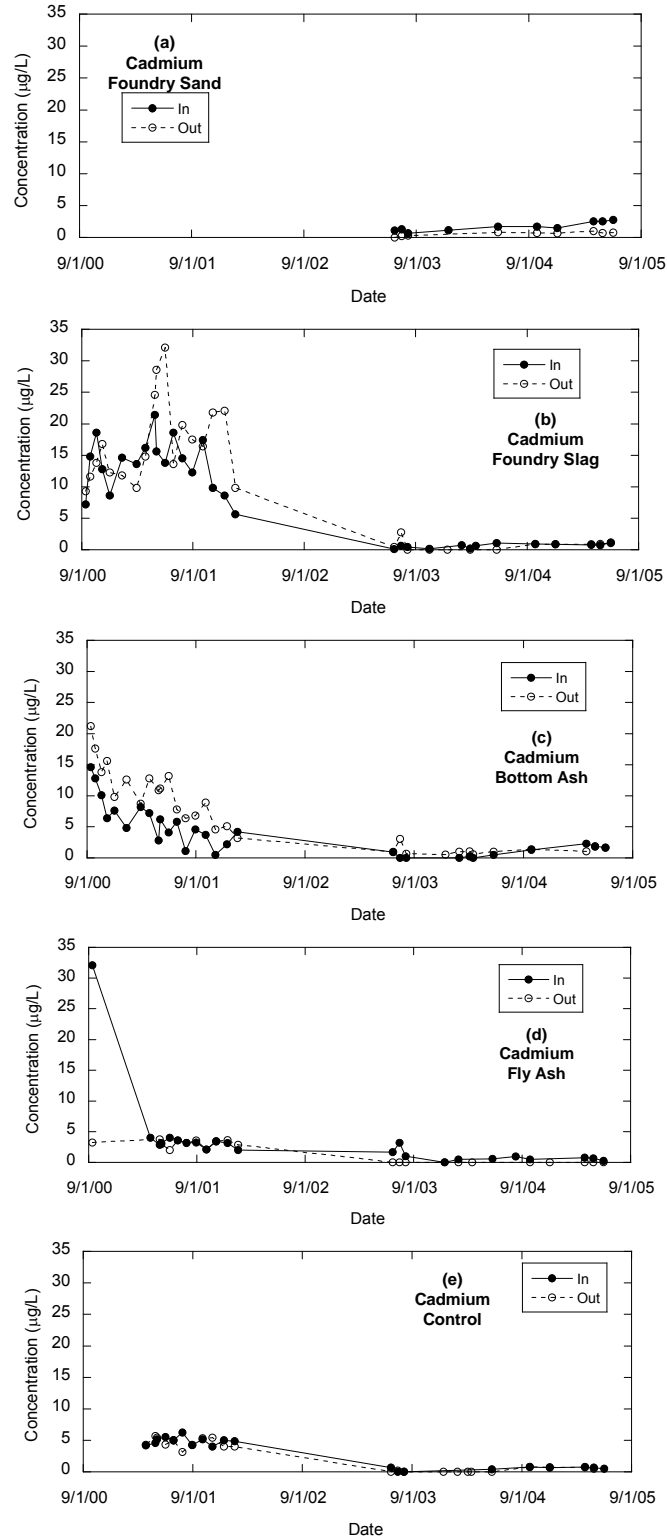 35
(a)
30
Cadmium
Foundry Sand
25
In
20
Out
15
10
5
0
Concentration (μg/L)
9/1/00 9/1/01 9/1/02 9/1/03 9/1/04 9/1/05
Date
35
30
In
25
Out
20
(b)
Cadmium
15
Foundry Slag
10
5
0
Concentration (μg/L)
9/1/00 9/1/01 9/1/02 9/1/03 9/1/04 9/1/05
Date
35
30
In
25
Out
20
(c)
15
Cadmium
Bottom Ash
10
5
0
Concentration (μg/L)
9/1/00 9/1/01 9/1/02 9/1/03 9/1/04 9/1/05
Date
35
30
In
25
Out
20
(d)
Cadmium
15
Fly Ash
10
5
0
Concentration (μg/L)
9/1/00 9/1/01 9/1/02 9/1/03 9/1/04 9/1/05
Date
35
(e)
In
30
Cadmium
Out
Control
25
20
15
10
5
0
Concentration (μg/L)
9/1/00 9/1/01 9/1/02 9/1/03 9/1/04 9/1/05
Date